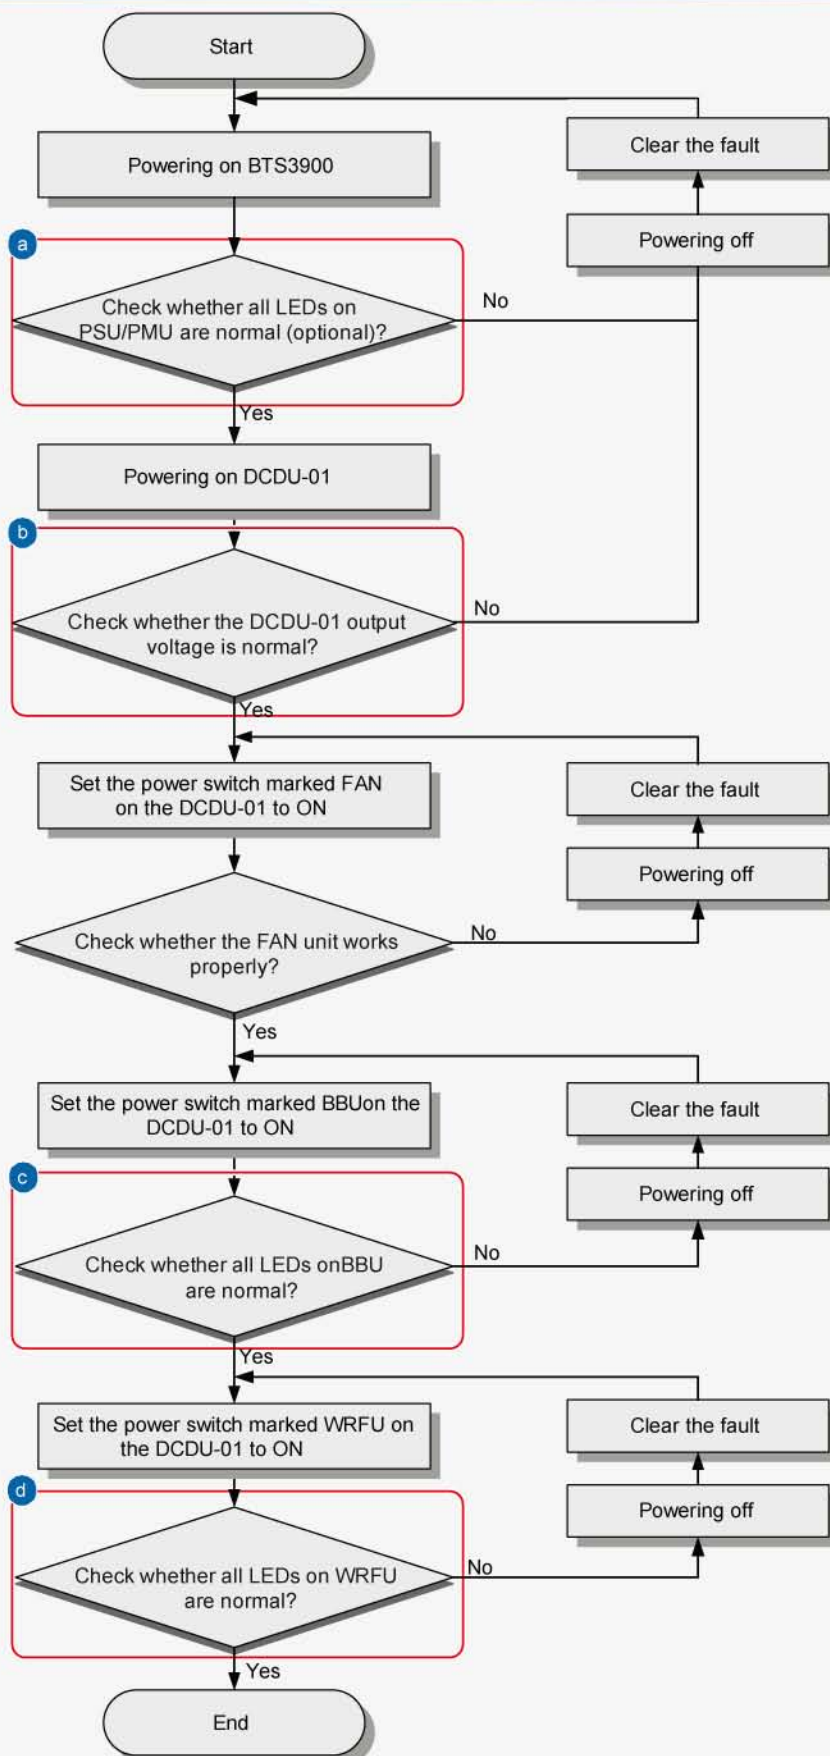 Start
Clear the fault
Powering on BTS3900
Powering off
a
Check whether all LEDs on
PSU/PMU are normal (optional)?
No
Yes
Powering on DCDU-01
b
Check whether the DCDU-01 output
voltage is normal?
No
Yes
Set the power switch marked FAN
on the DCDU-01 to ON
Clear the fault
Powering off
Check whether the FAN unit works
properly?
No
Yes
Set the power switch marked BBUon the
DCDU-01 to ON
Clear the fault
Powering off
c
Check whether all LEDs onBBU
are normal?
No
Yes
Set the power switch marked WRFU on
the DCDU-01 to ON
Clear the fault
Powering off
d
Check whether all LEDs on WRFU
are normal?
No
Yes
End